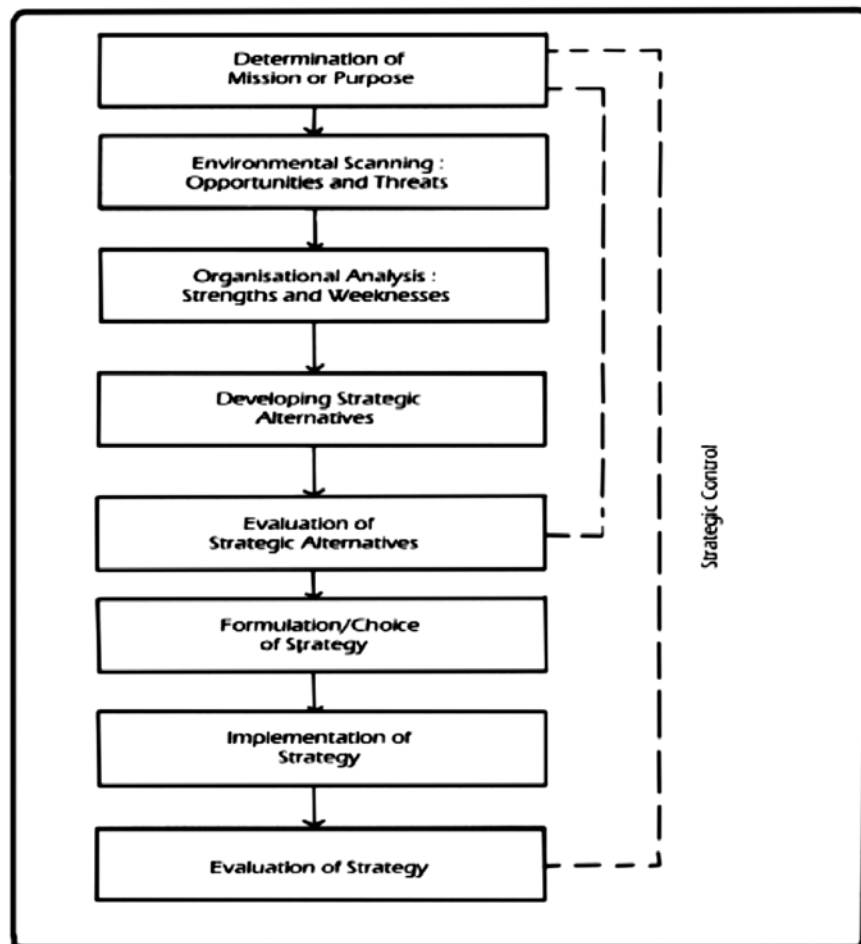 Determination of
Mission or Purpose
Environmental Scanning :
Opportunities and Threats
Organisational Analysis :
Strengths and Weeknesses
Developing Strategic
Alternatives
Evaluation of
Strategic Alternatives
Formulation/Choice
of Strategy
Implementation of
Strategy
Evaluation of Strategy
Strategic Control